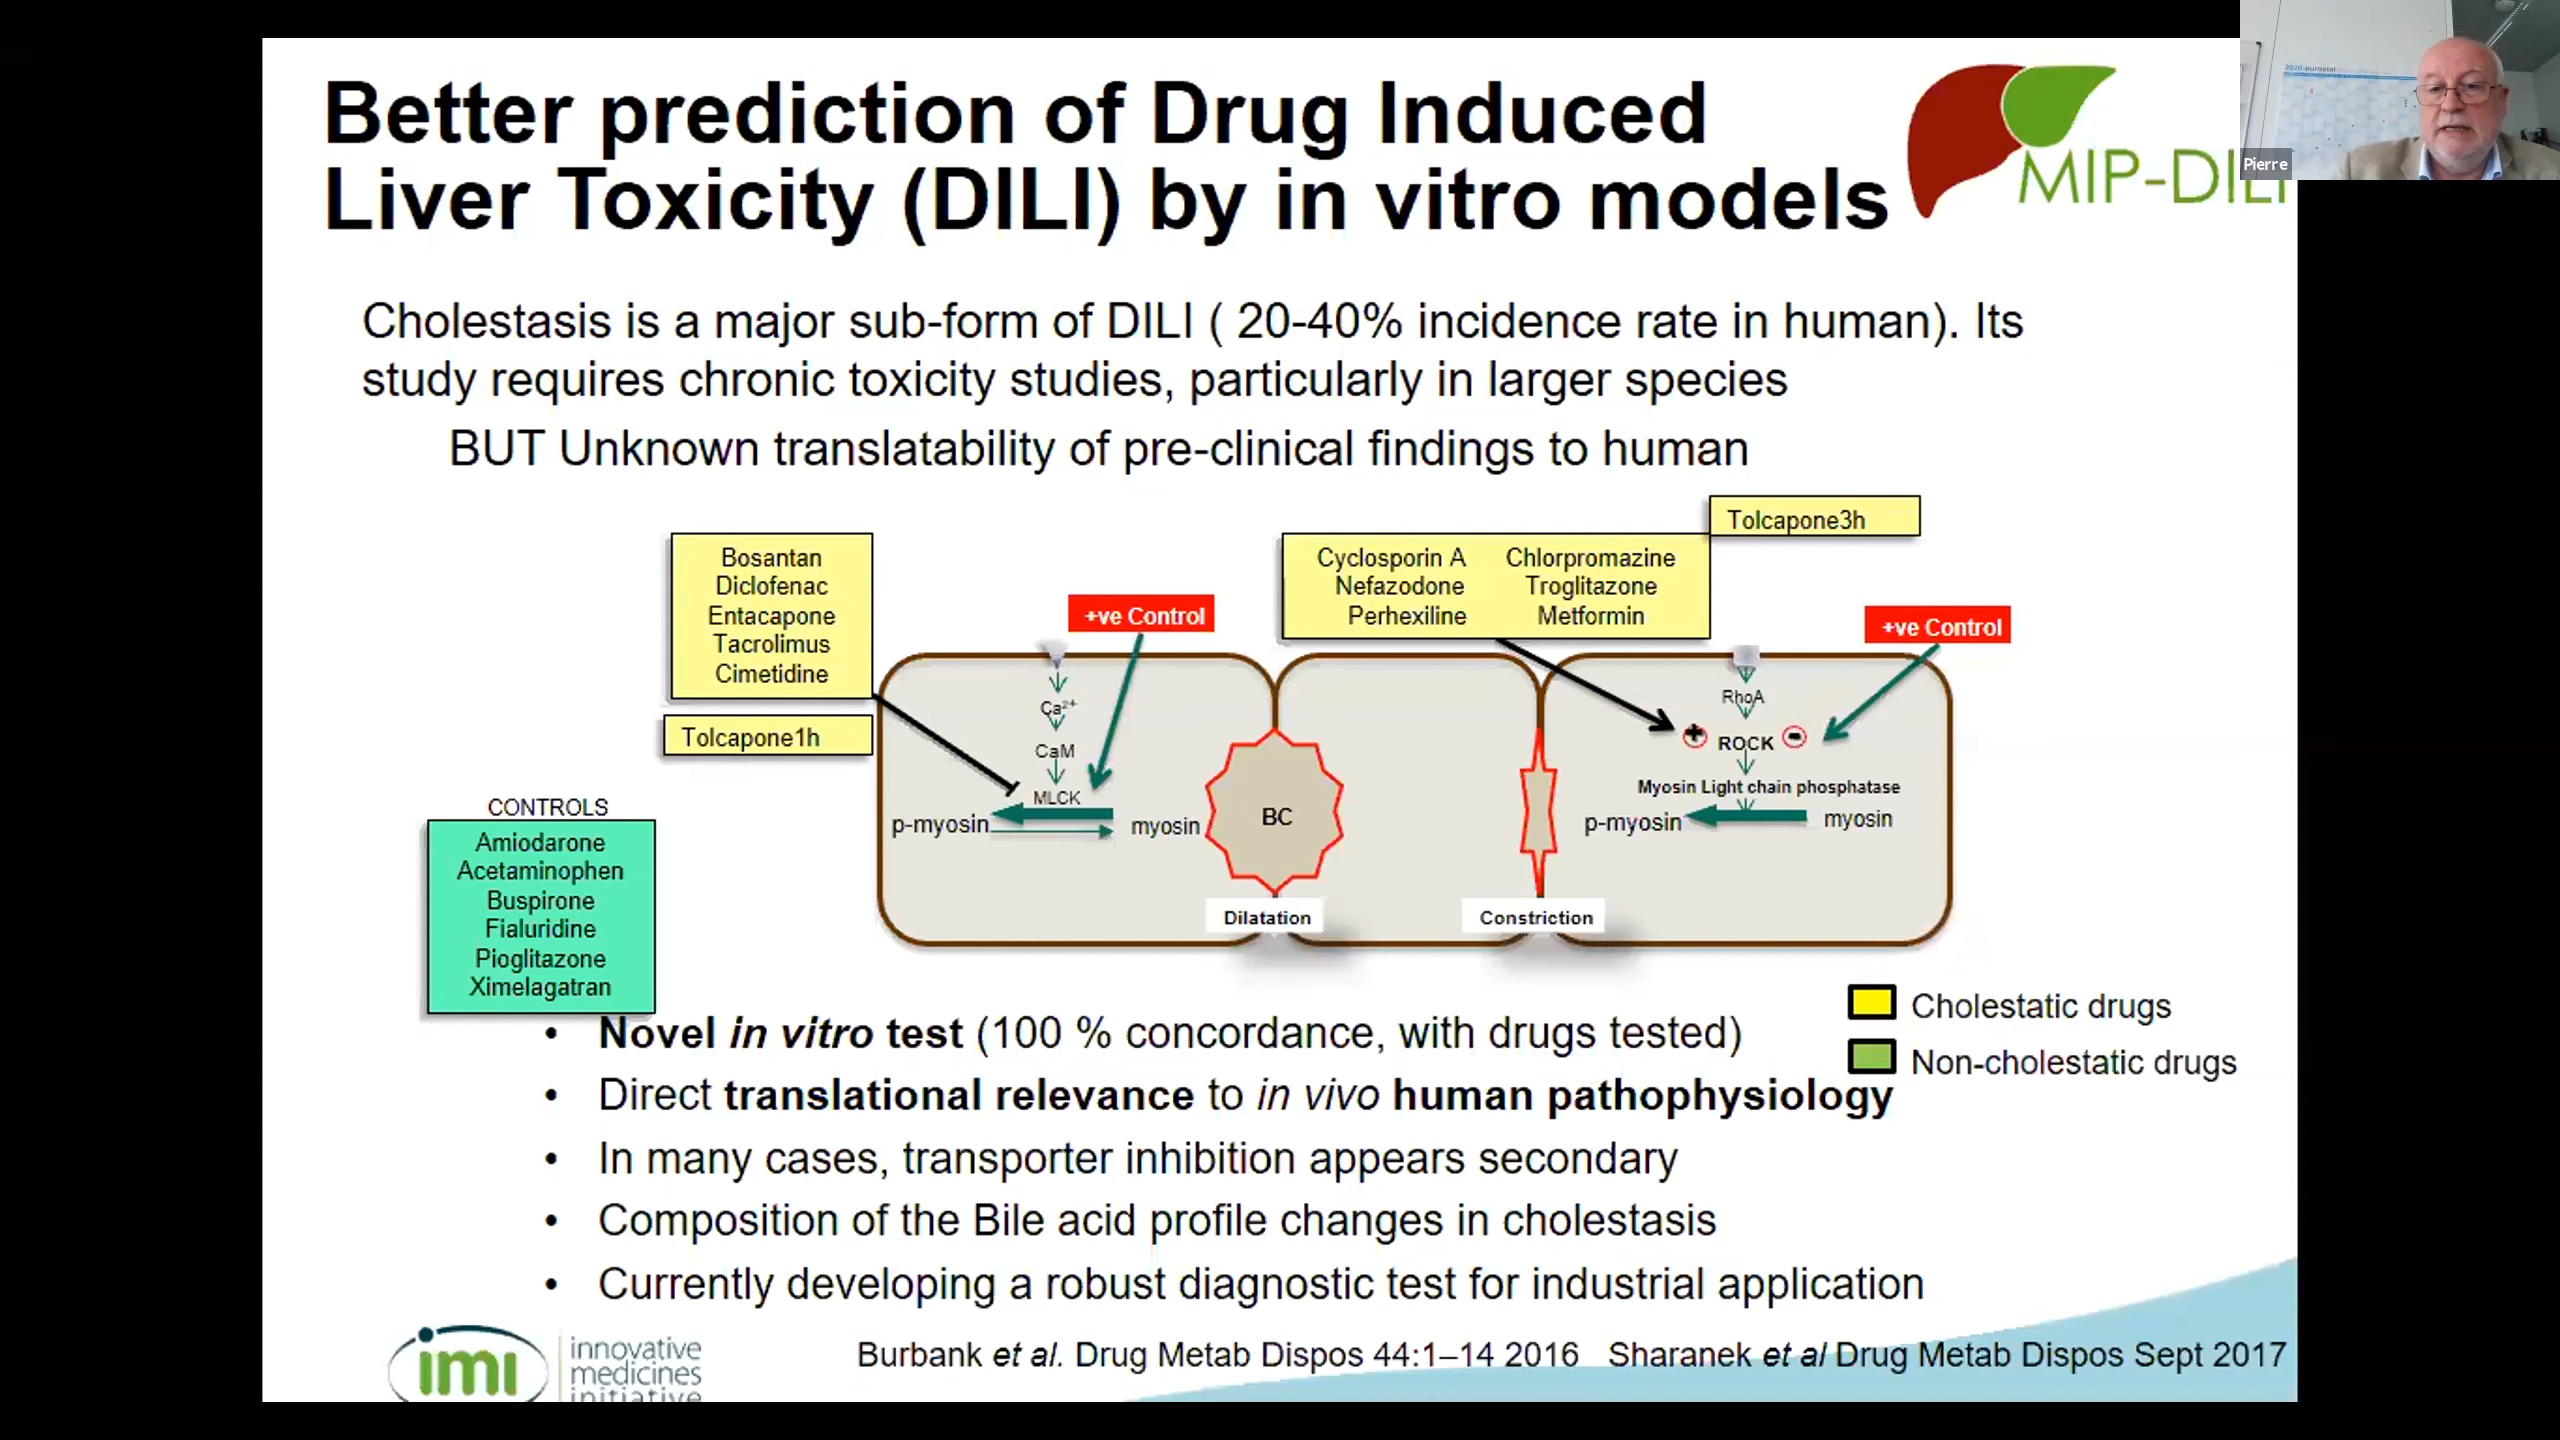 Better prediction of Drug Induced
Liver Toxicity (DILI) by in vitro models
MIP-DILI
2020 eurostat
Pierre
Cholestasis is a major sub-form of DILI ( 20-40% incidence rate in human). Its
study requires chronic toxicity studies, particularly in larger species
BUT Unknown translatability of pre-clinical findings to human
Tolcapone3h
Bosantan
Diclofenac
Entacapone
Tacrolimus
Cimetidine
Tolcapone1h
+ve Control
Cyclosporin A Chlorpromazine
Nefazodone Troglitazone
Perhexiline Metformin
+ve Control
Ca²⁺
CaM
MLCK
p-myosin
myosin
BC
RhoA
+ ROCK -
Myosin Light chain phosphatase
p-myosin
myosin
Dilatation
Constriction
CONTROLS
Amiodarone
Acetaminophen
Buspirone
Fialuridine
Pioglitazone
Ximelagatran
Cholestatic drugs
Non-cholestatic drugs
• Novel in vitro test (100 % concordance, with drugs tested)
• Direct translational relevance to in vivo human pathophysiology
• In many cases, transporter inhibition appears secondary
• Composition of the Bile acid profile changes in cholestasis
• Currently developing a robust diagnostic test for industrial application
imi
innovative
medicines
initiative
Burbank et al. Drug Metab Dispos 44:1–14 2016 Sharanek et al Drug Metab Dispos Sept 2017